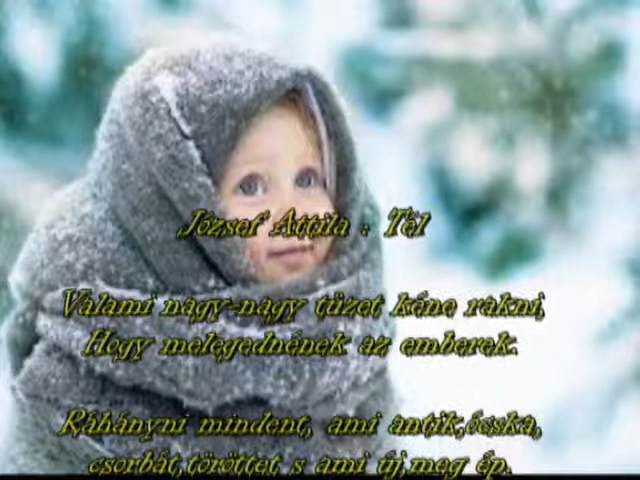 József Attila : Tél
Valami nagy-nagy tüzet kéne rakni,
Hogy melegednének az emberek.
Ráhányni mindent, ami antik,ócska,
csorbát,töröttet s ami új,meg ép.